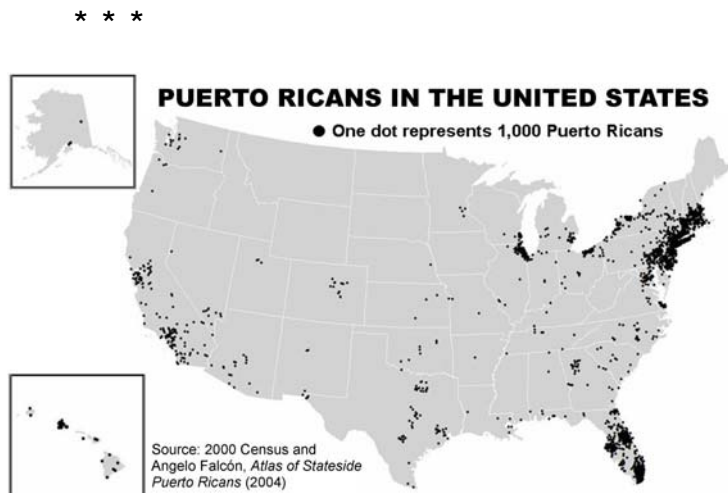 * * *
PUERTO RICANS IN THE UNITED STATES
One dot represents 1,000 Puerto Ricans
Source: 2000 Census and
Angelo Falcón, Atlas of Stateside
Puerto Ricans (2004)